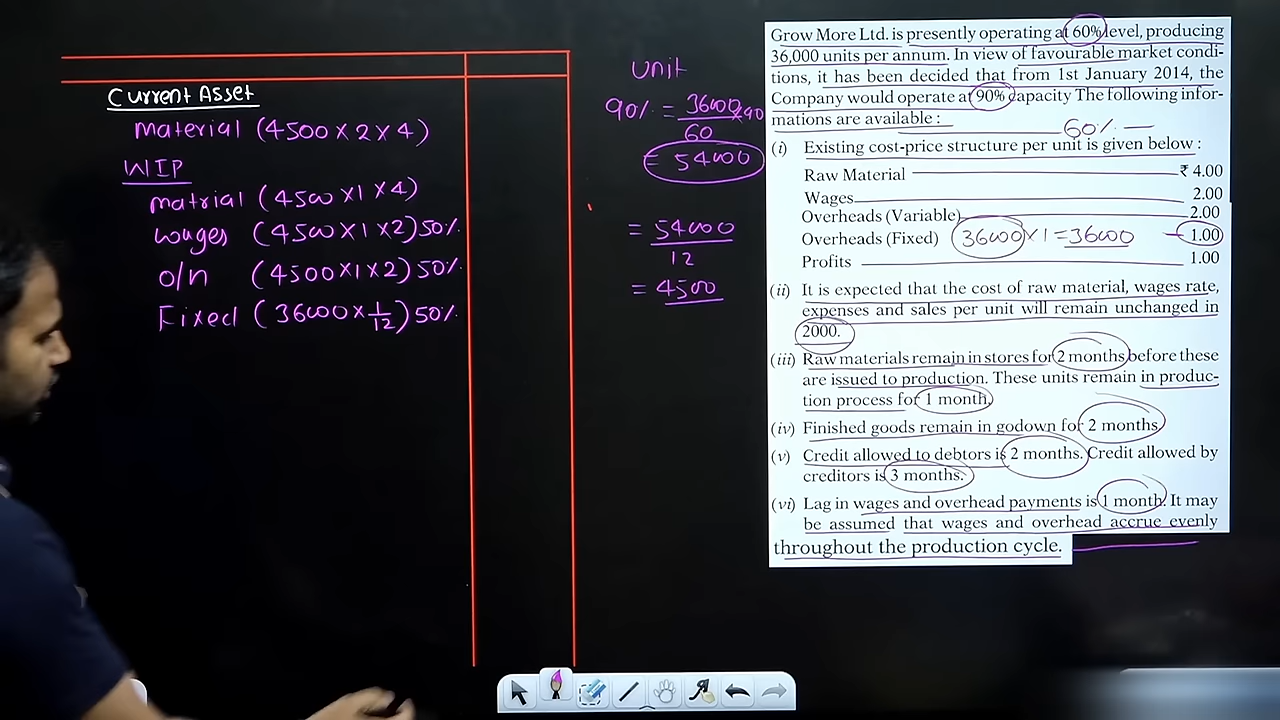 Current Asset
Material (4500 × 2 × 4)
WIP
Matrial (4500 × 1 × 4)
Wages (4500 × 1 × 2) 50%
O/H (4500 × 1 × 2) 50%
Fixed (36000 × 1/12) 50%
Unit
90% = 36000 × 90
60
= 54000
= 54000
12
= 4500
Grow More Ltd. is presently operating at 60% level, producing
36,000 units per annum. In view of favourable market condi-
tions, it has been decided that from 1st January 2014, the
Company would operate at 90% capacity The following infor-
mations are available :
60% —
(i) Existing cost-price structure per unit is given below :
Raw Material ₹ 4.00
Wages 2.00
Overheads (Variable) 2.00
Overheads (Fixed) 36000 × 1 = 36000 — 1.00
Profits 1.00
(ii) It is expected that the cost of raw material, wages rate,
expenses and sales per unit will remain unchanged in
2000.
(iii) Raw materials remain in stores for 2 months before these
are issued to production. These units remain in produc-
tion process for 1 month.
(iv) Finished goods remain in godown for 2 months
(v) Credit allowed to debtors is 2 months. Credit allowed by
creditors is 3 months.
(vi) Lag in wages and overhead payments is 1 month. It may
be assumed that wages and overhead accrue evenly
throughout the production cycle.